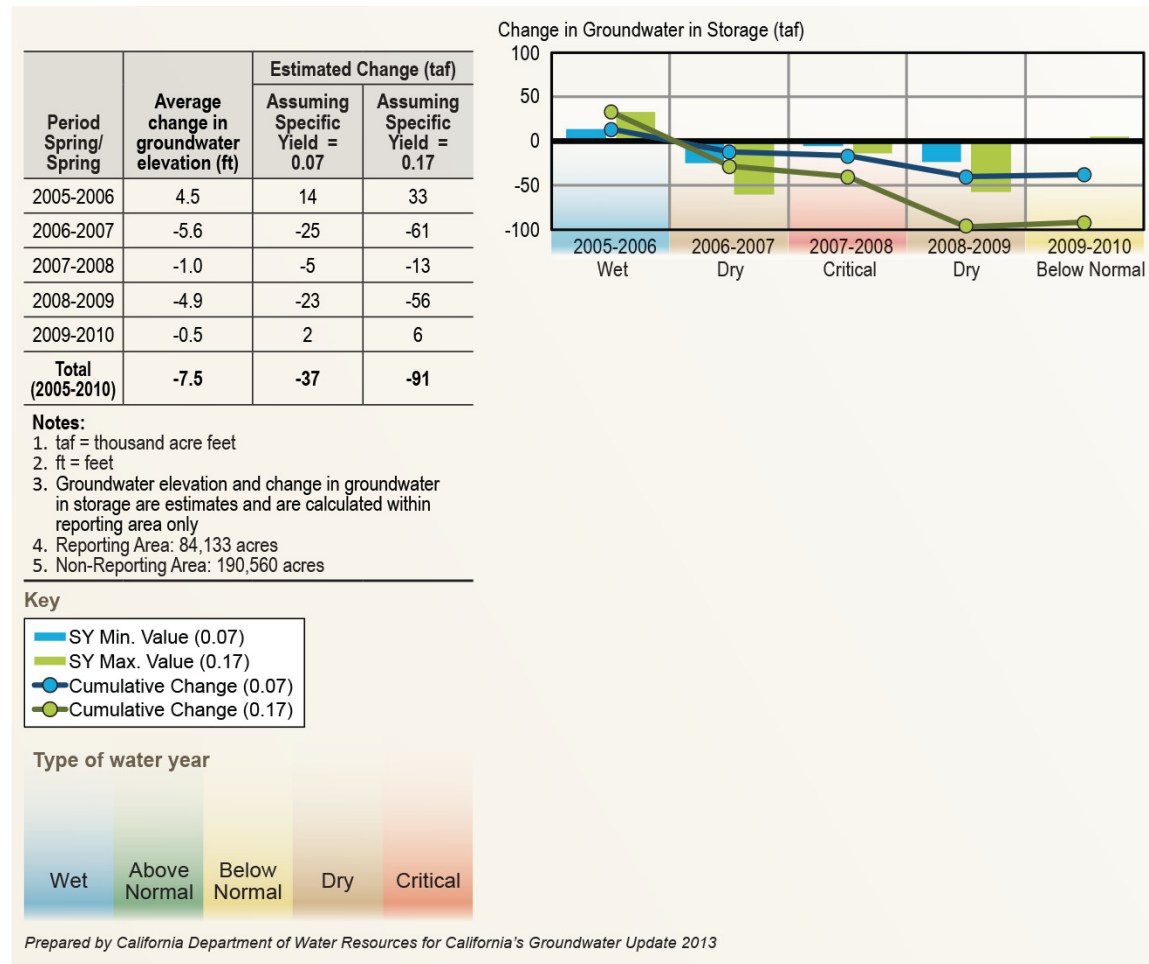 Period Spring/ Spring
Average change in groundwater elevation (ft)
Estimated Change (taf)
Assuming Specific Yield = 0.07
Assuming Specific Yield = 0.17
2005-2006 4.5 14 33
2006-2007 -5.6 -25 -61
2007-2008 -1.0 -5 -13
2008-2009 -4.9 -23 -56
2009-2010 -0.5 2 6
Total (2005-2010) -7.5 -37 -91
Notes:
1. taf = thousand acre feet
2. ft = feet
3. Groundwater elevation and change in groundwater
in storage are estimates and are calculated within
reporting area only
4. Reporting Area: 84,133 acres
5. Non-Reporting Area: 190,560 acres
Key
SY Min. Value (0.07)
SY Max. Value (0.17)
Cumulative Change (0.07)
Cumulative Change (0.17)
Type of water year
Wet
Above Normal
Below Normal
Dry
Critical
Change in Groundwater in Storage (taf)
100
50
0
-50
-100
2005-2006 2006-2007 2007-2008 2008-2009 2009-2010
Wet Dry Critical Dry Below Normal
Prepared by California Department of Water Resources for California's Groundwater Update 2013